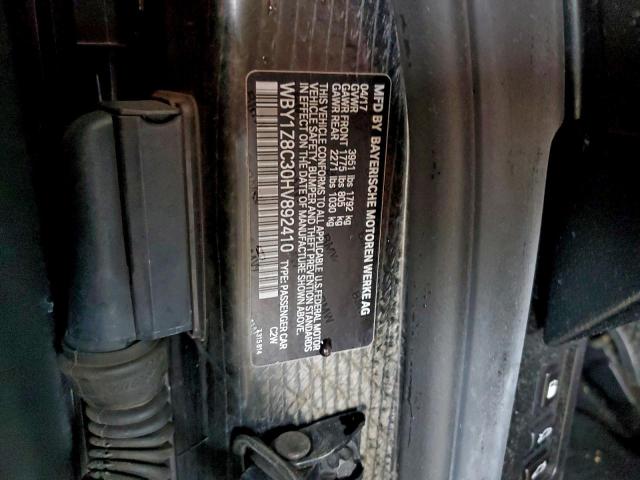 MFD BY BAYERISCHE MOTOREN WERKE AG
04/17
GVWR 3951 lbs 1792 kg
GAWR FRONT 1775 lbs 805 kg
GAWR REAR 2271 lbs 1030 kg
THIS VEHICLE CONFORMS TO ALL APPLICABLE U.S. FEDERAL MOTOR
VEHICLE SAFETY, BUMPER AND THEFT PREVENTION STANDARDS
IN EFFECT ON THE DATE OF MANUFACTURE SHOWN ABOVE.
WBY1Z8C30HV892410 TYPE: PASSENGER CAR
C2W
7315814